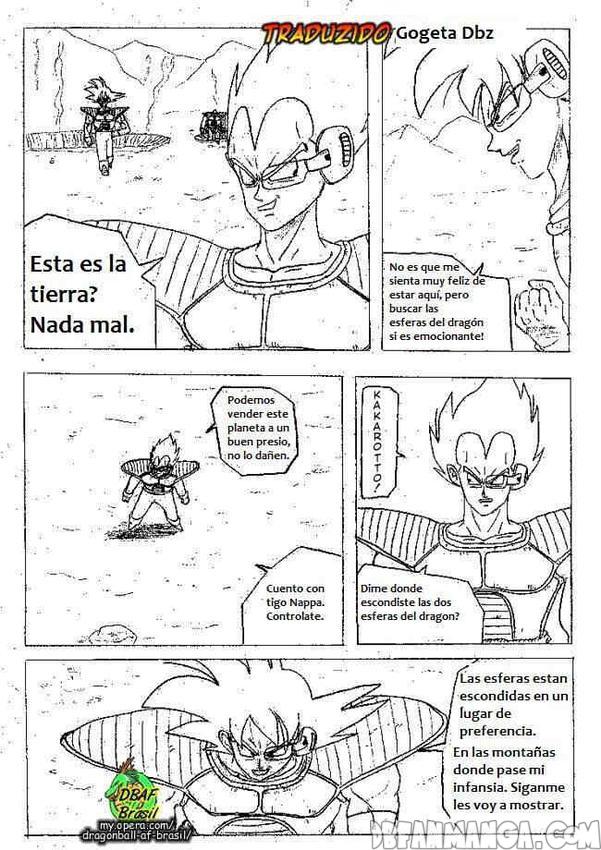 TRADUZIDO Gogeta Dbz
Esta es la
tierra?
Nada mal.
No es que me
sienta muy feliz de
estar aquí, pero
buscar las
esferas del dragón
si es emocionante!
Podemos
vender este
planeta a un
buen presio,
no lo dañen.
Cuento con
tigo Nappa.
Controlate.
KAKAROTTO!
Dime donde
escondiste las dos
esferas del dragon?
Las esferas estan
escondidas en un
lugar de
preferencia.
En las montañas
donde pase mi
infansia. Siganme
les voy a mostrar.
DBAF
Brasil
my.opera.com/
dragonball-af-brasil/
DBFANMANGA.COM